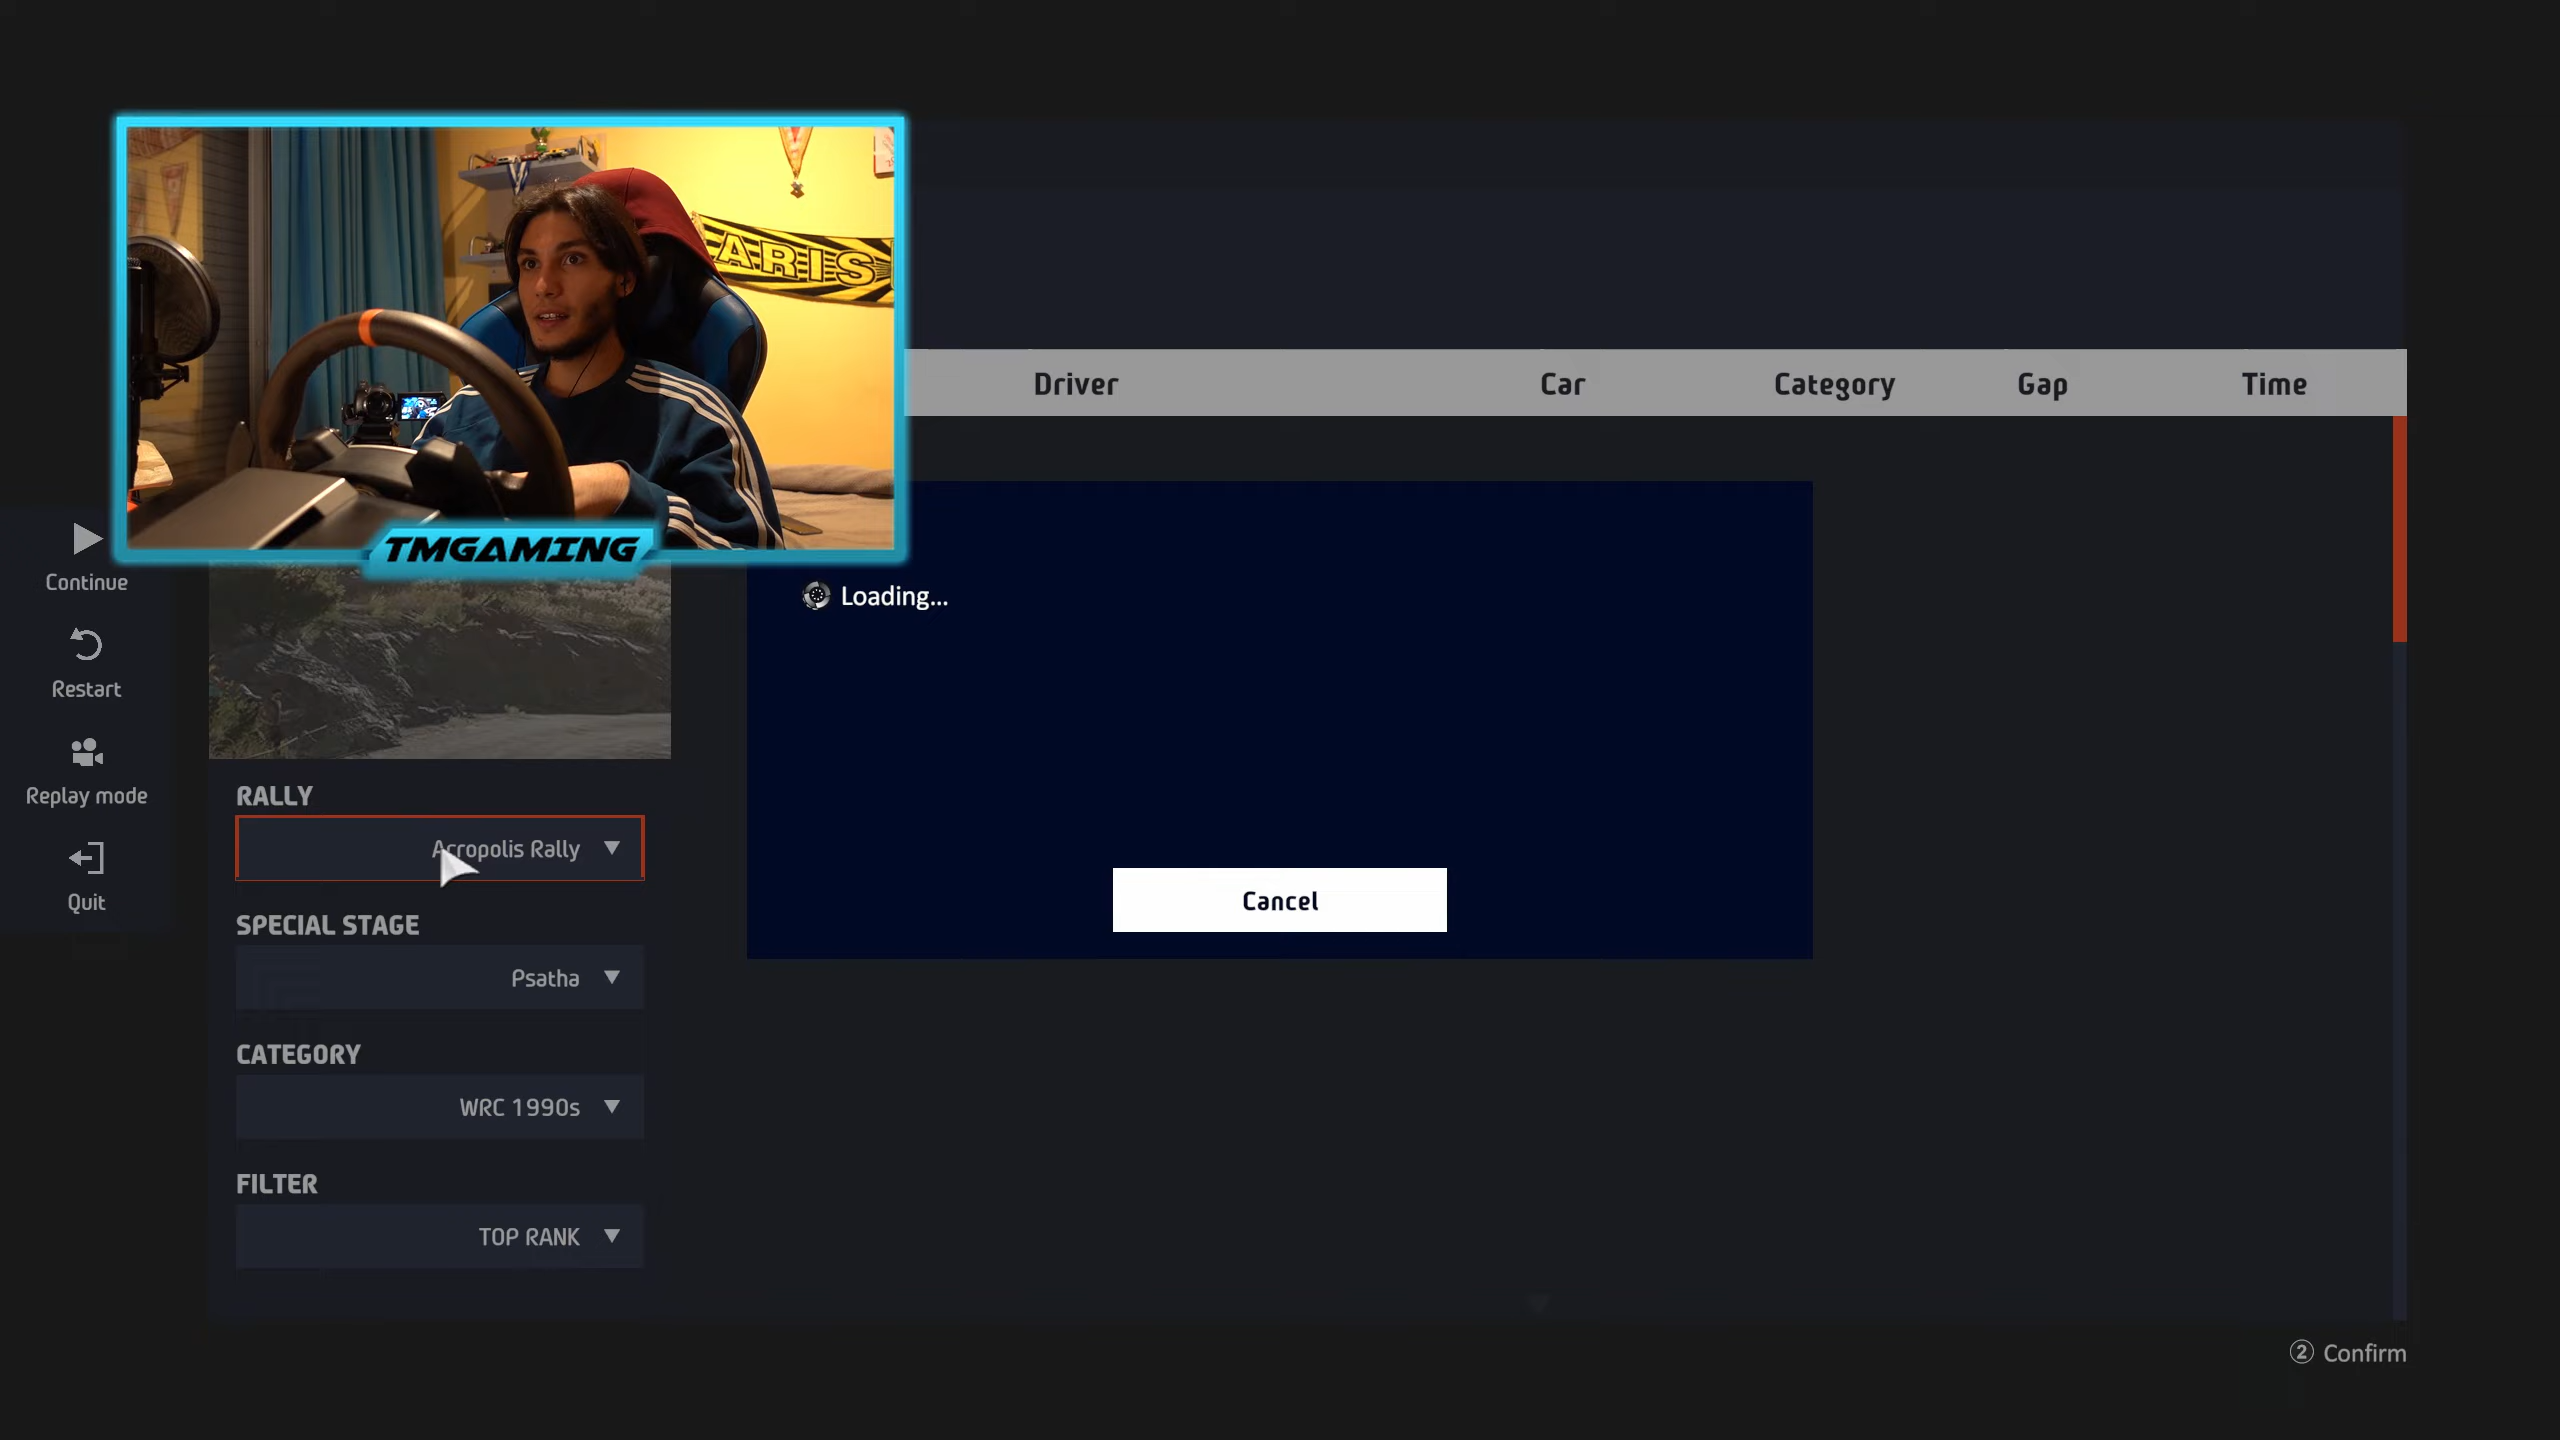 ARIS
TMGAMING
Driver
Car
Category
Gap
Time
Continue
Restart
Replay mode
Quit
Loading...
Cancel
RALLY
Acropolis Rally
SPECIAL STAGE
Psatha
CATEGORY
WRC 1990s
FILTER
TOP RANK
2 Confirm